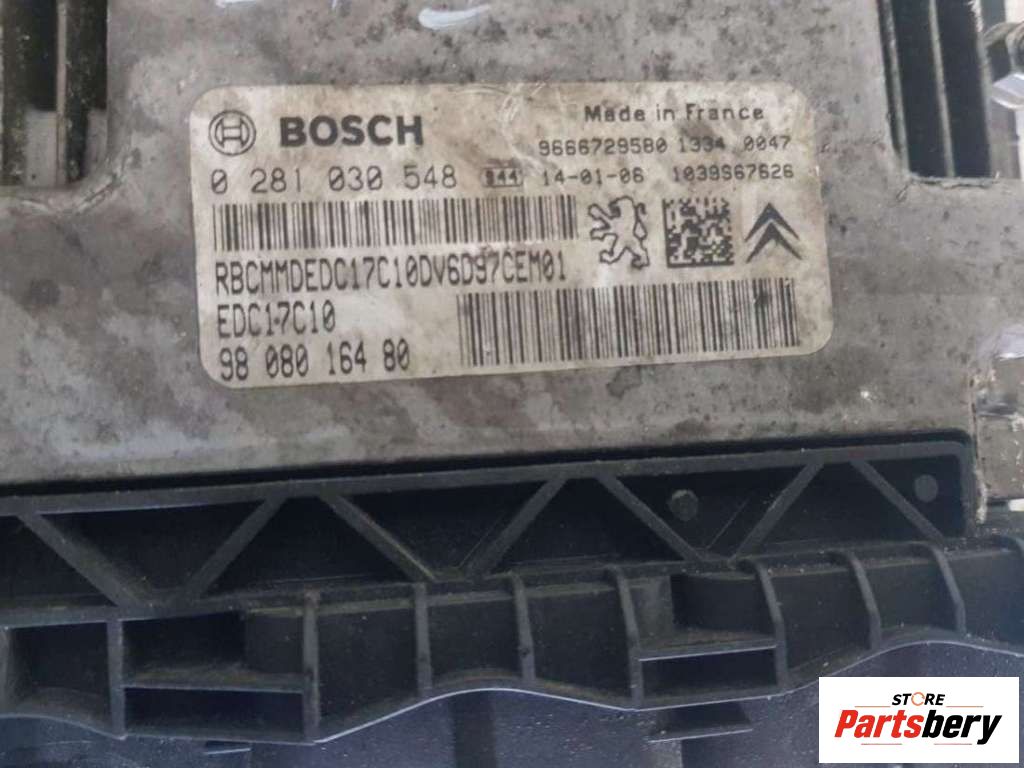 BOSCH
Made in France
9666729580 1334 0047
0 281 030 548 944 14-01-06 1039S67626
RBCMMDEDC17C10DV6D97CEM01
EDC17C10
98 080 164 80
STORE
Partsbery